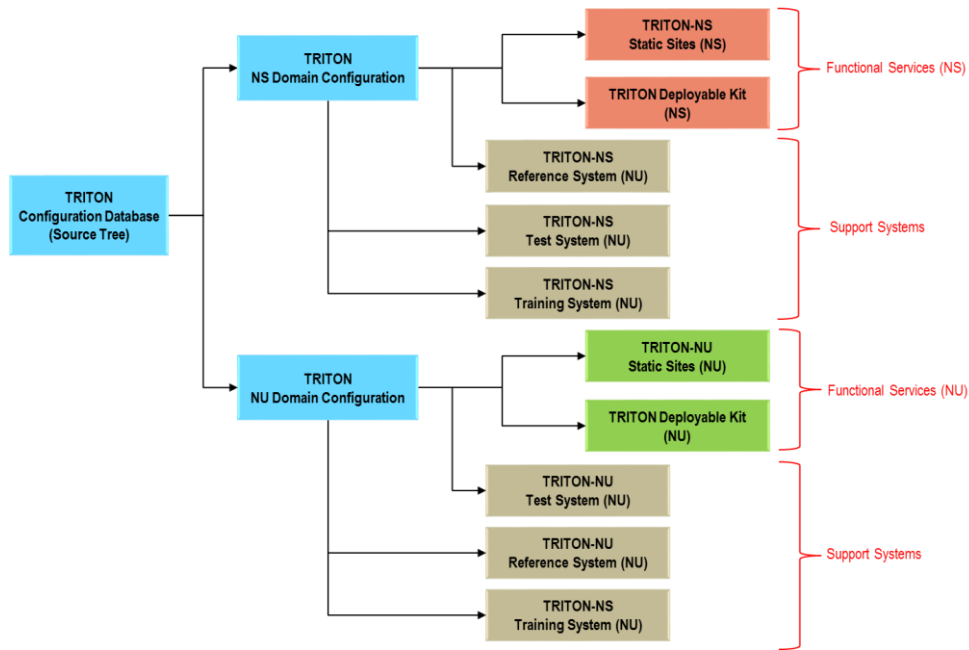 TRITON-NS
Static Sites (NS)
TRITON
NS Domain Configuration
Functional Services (NS)
TRITON Deployable Kit
(NS)
TRITON-NS
Reference System (NU)
TRITON
Configuration Database
(Source Tree)
TRITON-NS
Test System (NU)
Support Systems
TRITON-NS
Training System (NU)
TRITON-NU
Static Sites (NU)
TRITON
NU Domain Configuration
Functional Services (NU)
TRITON Deployable Kit
(NU)
TRITON-NU
Test System (NU)
TRITON-NU
Reference System (NU)
Support Systems
TRITON-NS
Training System (NU)